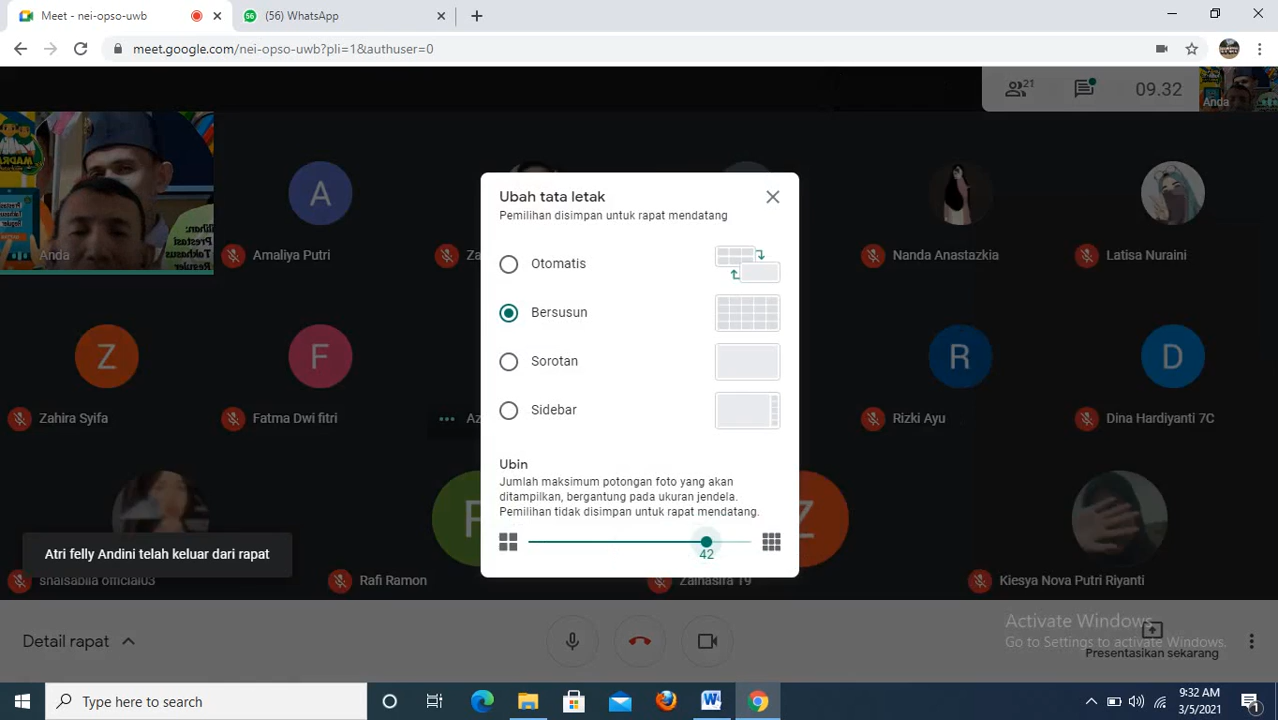 Meet - nei-opso-uwb
(56) WhatsApp
meet.google.com/nei-opso-uwb?pli=1&authuser=0
21
09.32
Anda
Ubah tata letak
Pemilihan disimpan untuk rapat mendatang
Otomatis
Bersusun
Sorotan
Sidebar
Ubin
Jumlah maksimum potongan foto yang akan
ditampilkan, bergantung pada ukuran jendela.
Pemilihan tidak disimpan untuk rapat mendatang.
42
Prestasi
Takhasus
Reguler
Anda
A
Amaliya Putri
Nanda Anastazkia
Latisa Nuraini
Z
Zahira Syifa
F
Fatma Dwi fitri
R
Rizki Ayu
D
Dina Hardiyanti 7C
Atri felly Andini telah keluar dari rapat
Rafi Ramon
Kiesya Nova Putri Riyanti
Detail rapat
Activate Windows
Go to Settings to activate Windows.
Presentasikan sekarang
Type here to search
9:32 AM
3/5/2021
1